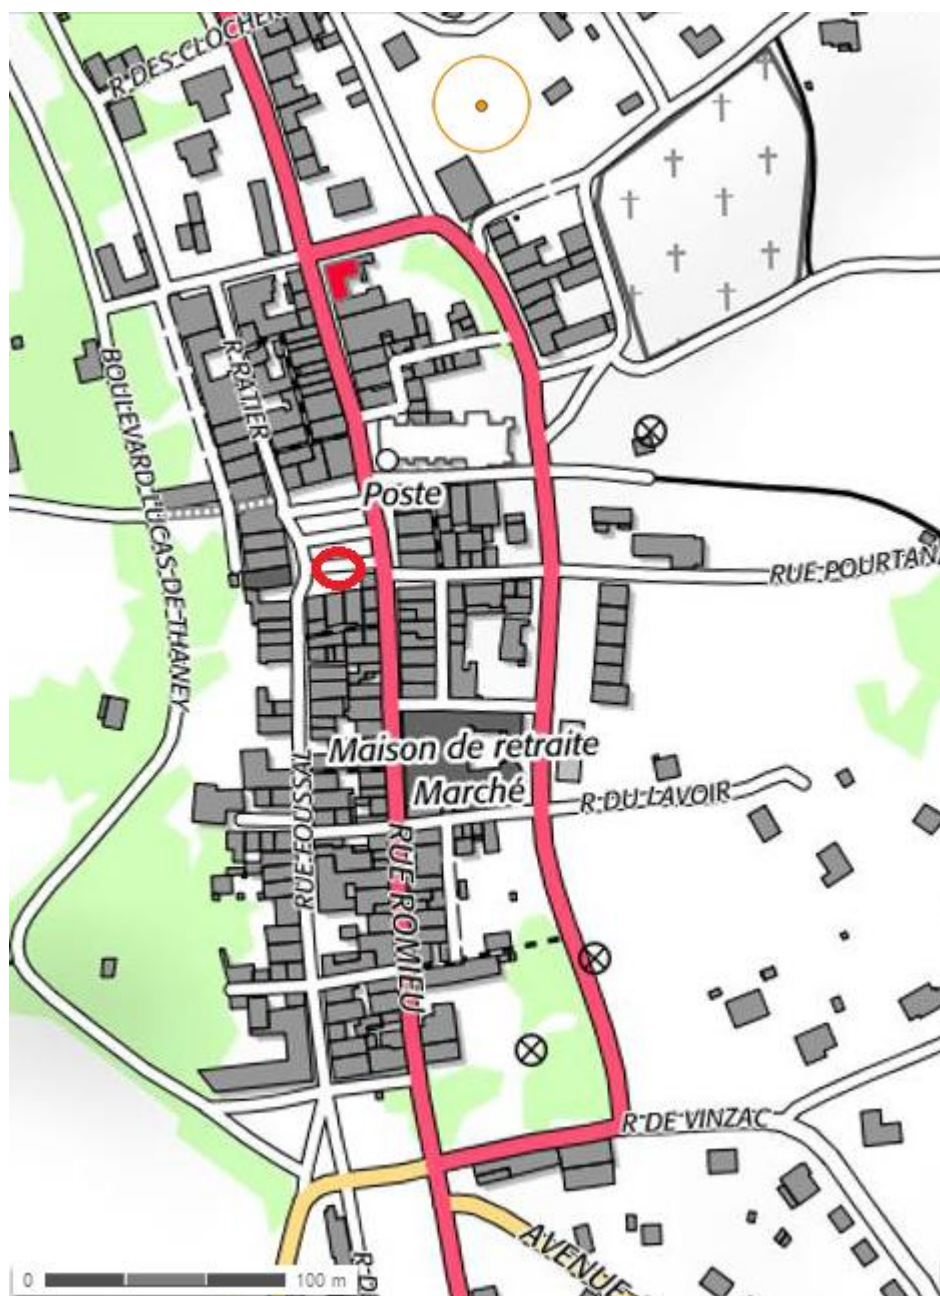 R DES CLOCHER
R RATIER
BOULEVARD LUCAS DE THANEY
Poste
RUE POURTAN
Maison de retraite
Marché
R DU LAVOIR
RUE FOUSSAL
RUE ROMIEU
R DE VINZAC
AVENUE
R D
0 100 m